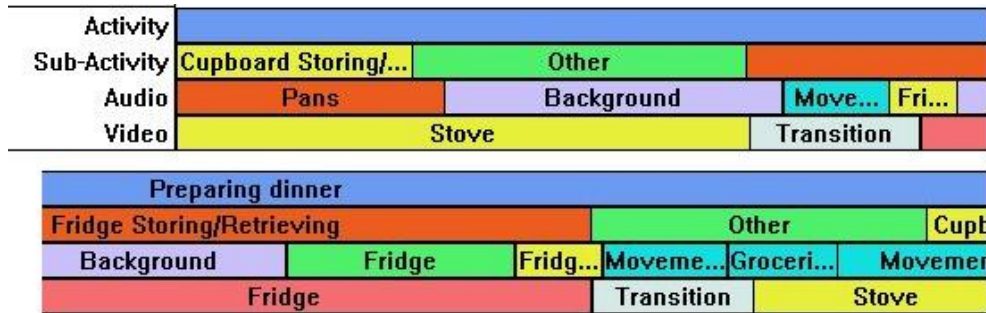 Activity
Sub-Activity Cupboard Storing/... Other
Audio Pans Background Move... Fri...
Video Stove Transition
Preparing dinner
Fridge Storing/Retrieving Other Cupb
Background Fridge Fridg... Moveme... Groceri... Movemen
Fridge Transition Stove